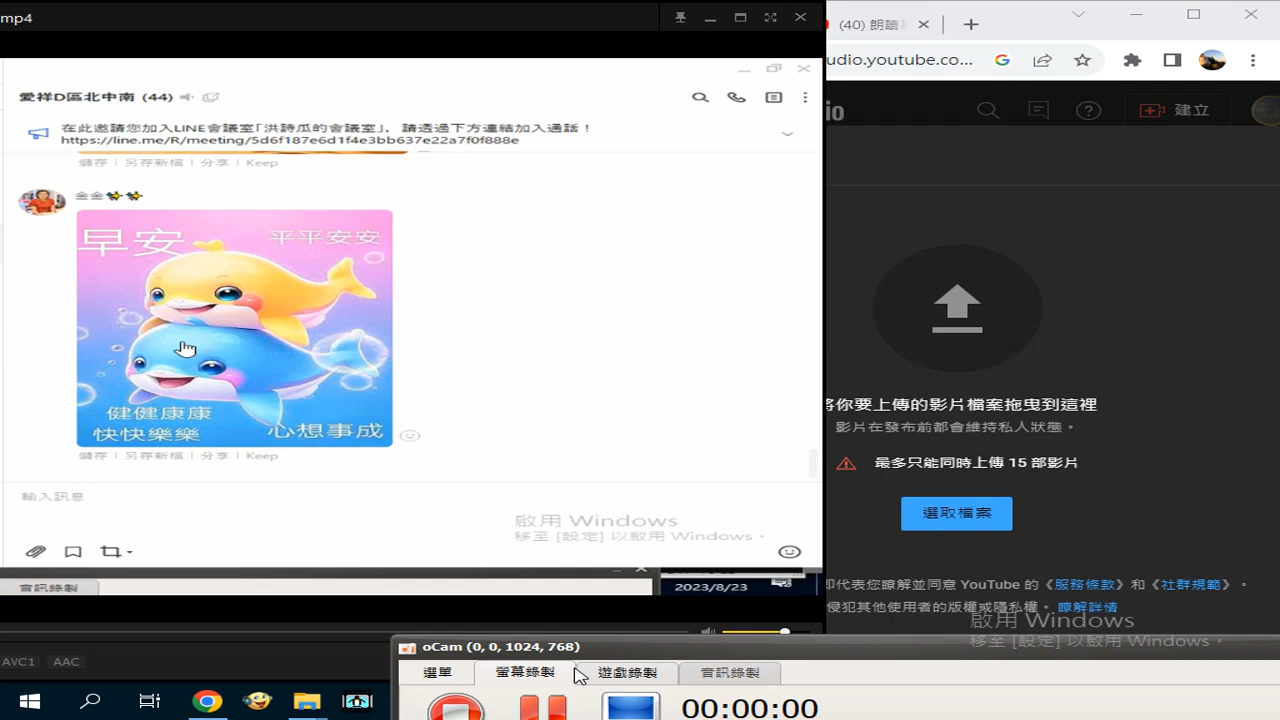 mp4
愛祥D區北中南 (44)
在此邀請您加入LINE會議室「洪詩瓜的會議室」，請透過下方連結加入通話！
https://line.me/R/meeting/5d6f187e6d1f4e3bb637e22a7f0f888e
儲存 | 另存新檔 | 分享 | Keep
金金
早安
平平安安
健健康康
快快樂樂
心想事成
儲存 | 另存新檔 | 分享 | Keep
輸入訊息
啟用 Windows
移至 [設定] 以啟用 Windows。
音訊錄製
2023/8/23
AVC1 AAC
(40) 朗讀
udio.youtube.co...
io
建立
將你要上傳的影片檔案拖曳到這裡
影片在發布前都會維持私人狀態。
最多只能同時上傳 15 部影片
選取檔案
即代表您瞭解並同意 YouTube 的《服務條款》和《社群規範》。
侵犯其他使用者的版權或隱私權。瞭解詳情
啟用 Windows
移至 [設定] 以啟用 Windows。
oCam (0, 0, 1024, 768)
選單 螢幕錄製 遊戲錄製 音訊錄製
00:00:00